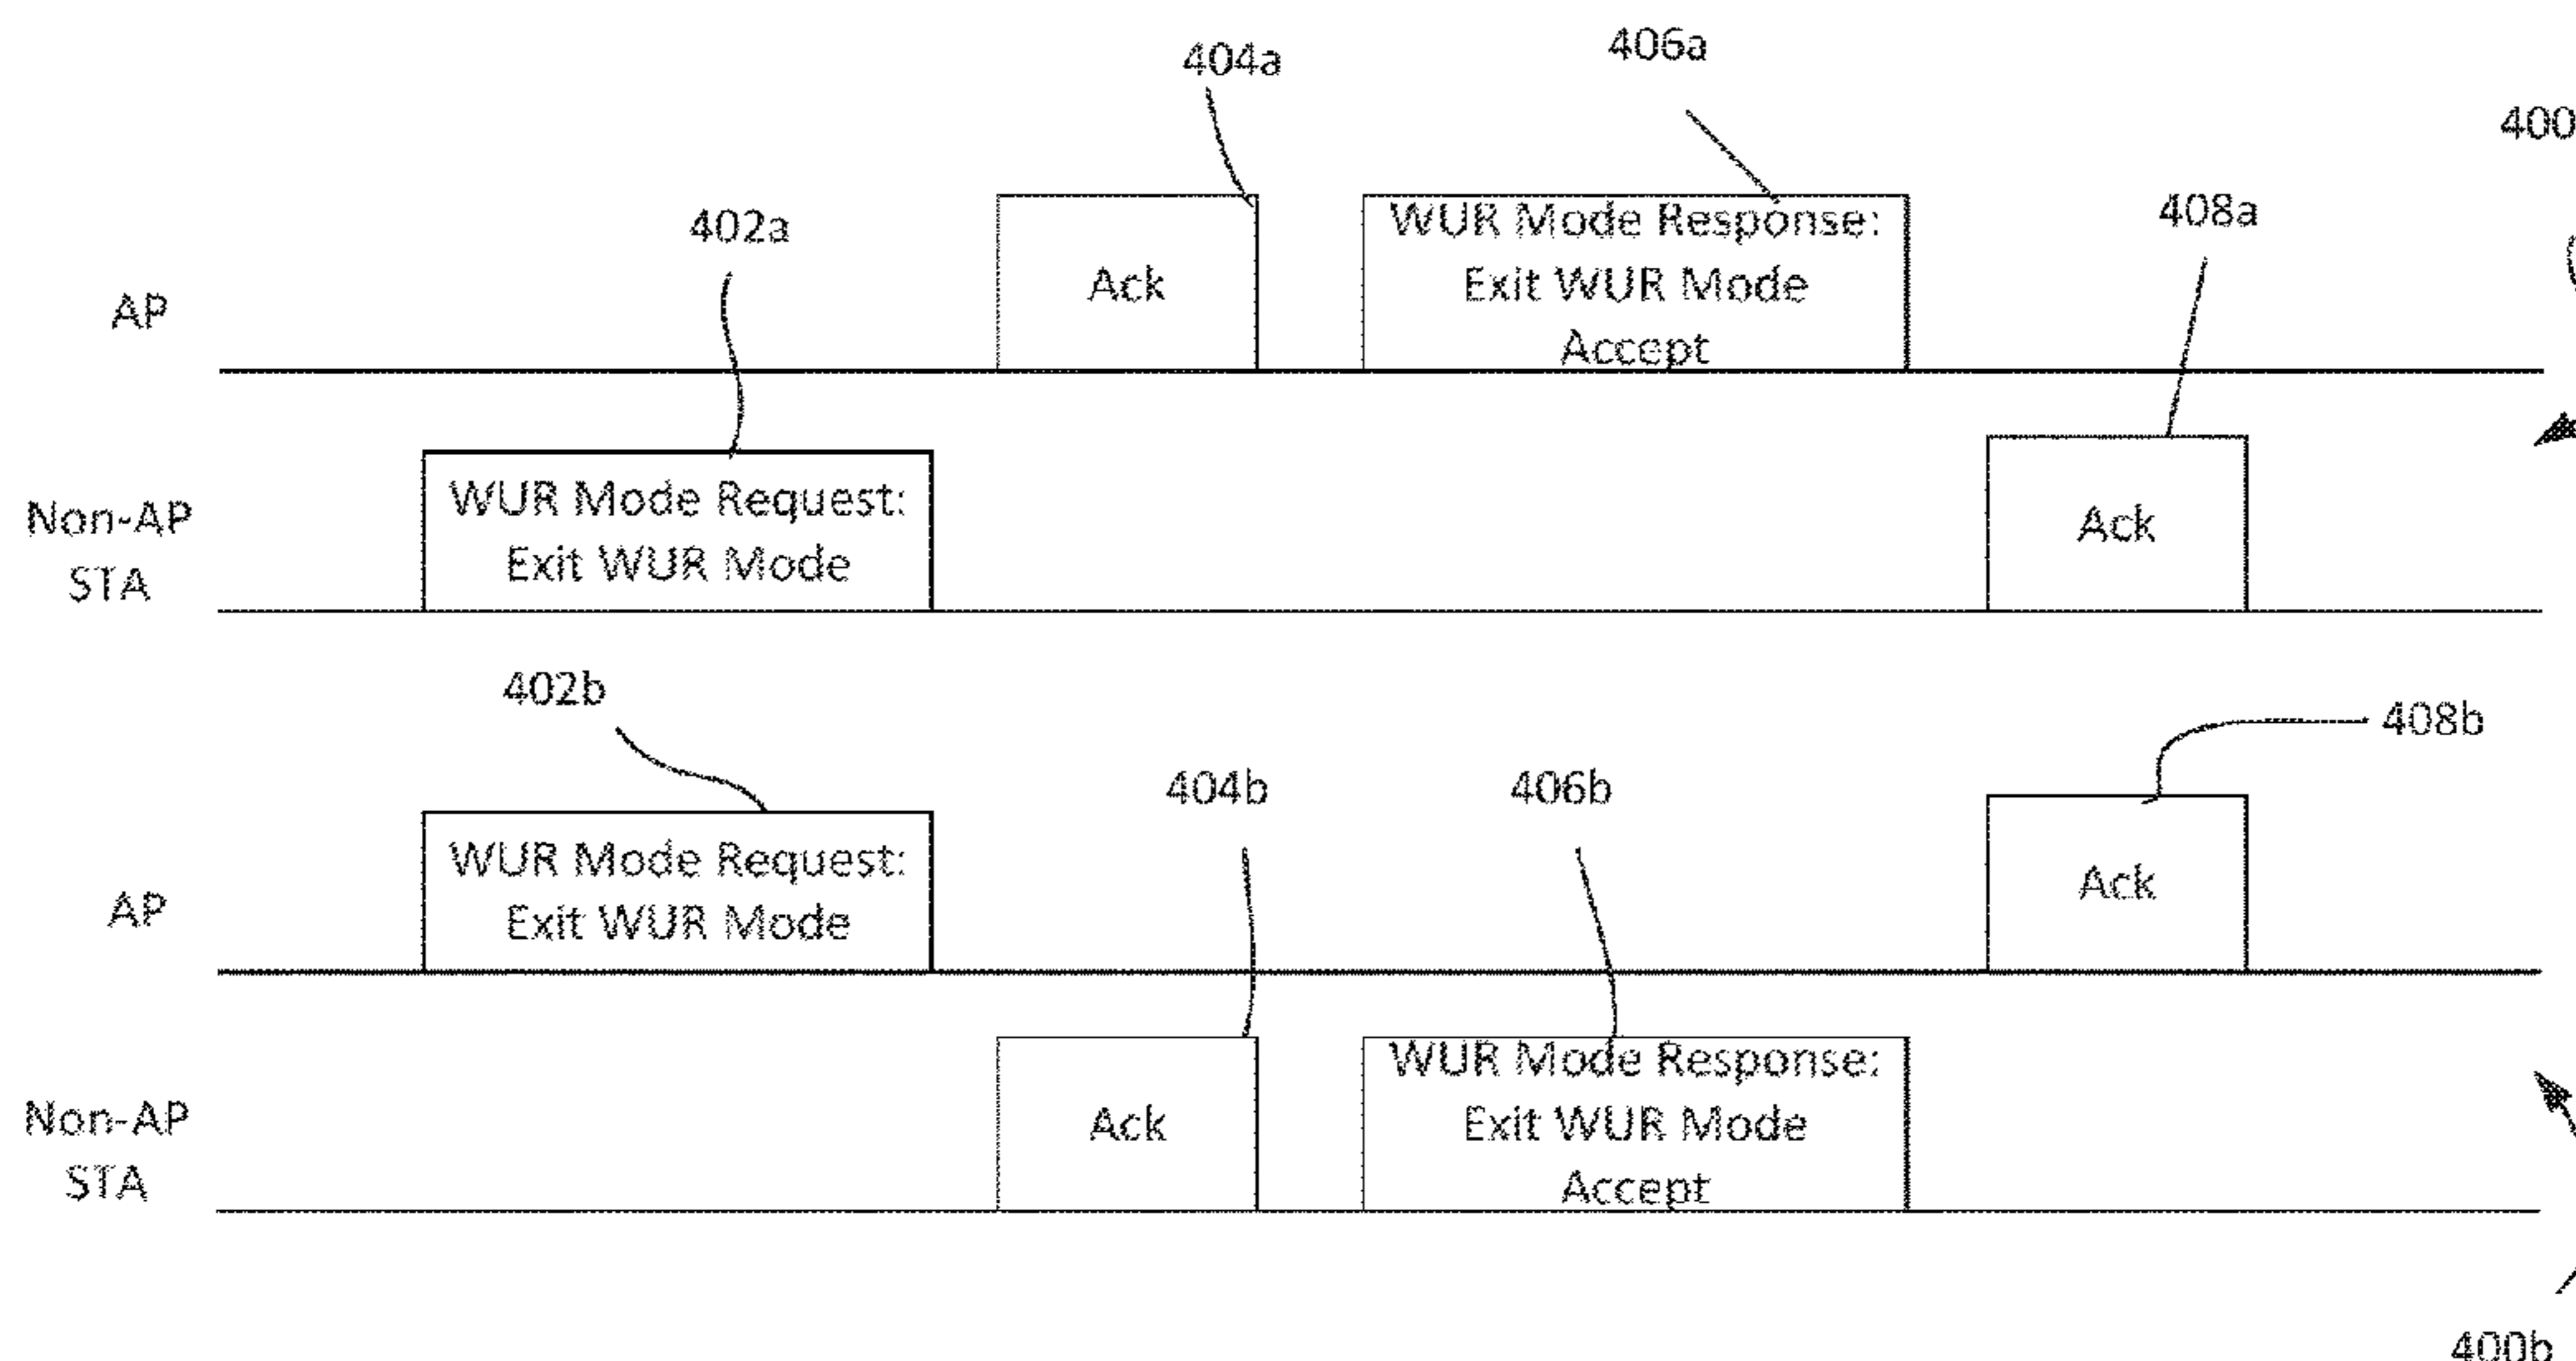 404a
406a
400
402a
408a
AP
Ack
WUR Mode Response:
Exit WUR Mode
Accept
Non-AP
STA
WUR Mode Request:
Exit WUR Mode
Ack
402b
408b
404b
406b
AP
WUR Mode Request:
Exit WUR Mode
Ack
Non-AP
STA
Ack
WUR Mode Response:
Exit WUR Mode
Accept
400b